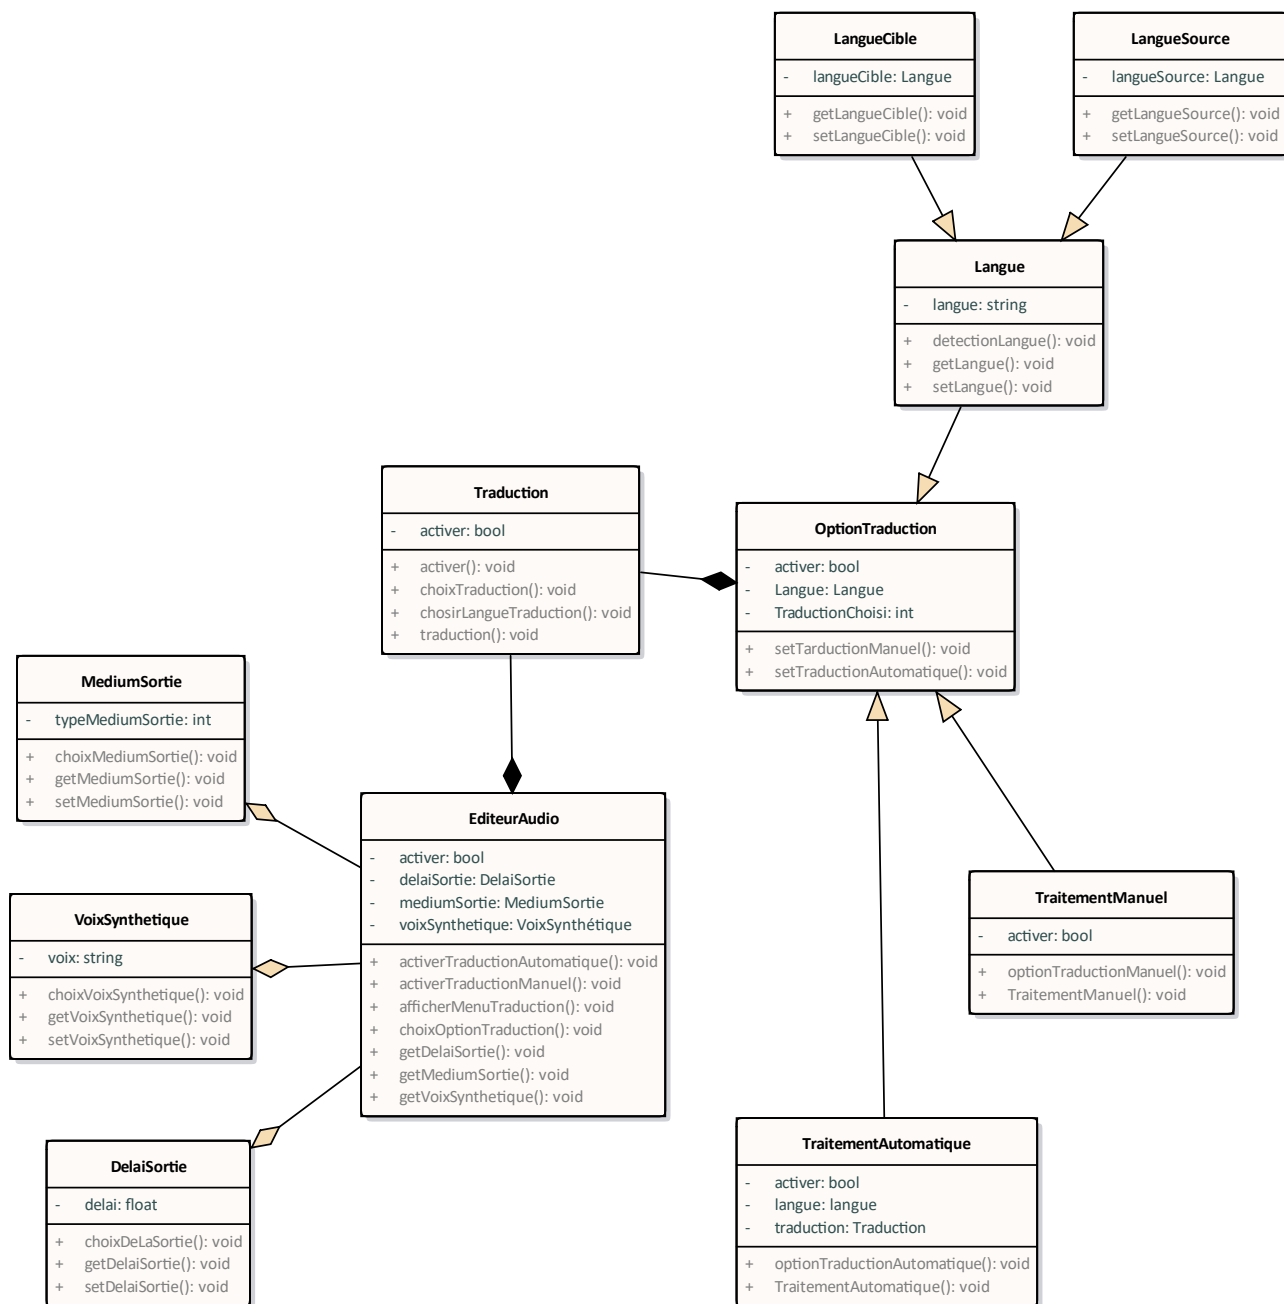 LangueCible
- langueCible: Langue
+ getLangueCible(): void
+ setLangueCible(): void
LangueSource
- langueSource: Langue
+ getLangueSource(): void
+ setLangueSource(): void
Langue
- langue: string
+ detectionLangue(): void
+ getLangue(): void
+ setLangue(): void
Traduction
- activer: bool
+ activer(): void
+ choixTraduction(): void
+ chosirLangueTraduction(): void
+ traduction(): void
OptionTraduction
- activer: bool
- Langue: Langue
- TraductionChoisi: int
+ setTarductionManuel(): void
+ setTraductionAutomatique(): void
MediumSortie
- typeMediumSortie: int
+ choixMediumSortie(): void
+ getMediumSortie(): void
+ setMediumSortie(): void
EditeurAudio
- activer: bool
- delaiSortie: DelaiSortie
- mediumSortie: MediumSortie
- voixSynthetique: VoixSynthétique
+ activerTraductionAutomatique(): void
+ activerTraductionManuel(): void
+ afficherMenuTraduction(): void
+ choixOptionTraduction(): void
+ getDelaiSortie(): void
+ getMediumSortie(): void
+ getVoixSynthetique(): void
VoixSynthetique
- voix: string
+ choixVoixSynthetique(): void
+ getVoixSynthetique(): void
+ setVoixSynthetique(): void
TraitementManuel
- activer: bool
+ optionTraductionManuel(): void
+ TraitementManuel(): void
DelaiSortie
- delai: float
+ choixDeLaSortie(): void
+ getDelaiSortie(): void
+ setDelaiSortie(): void
TraitementAutomatique
- activer: bool
- langue: langue
- traduction: Traduction
+ optionTraductionAutomatique(): void
+ TraitementAutomatique(): void